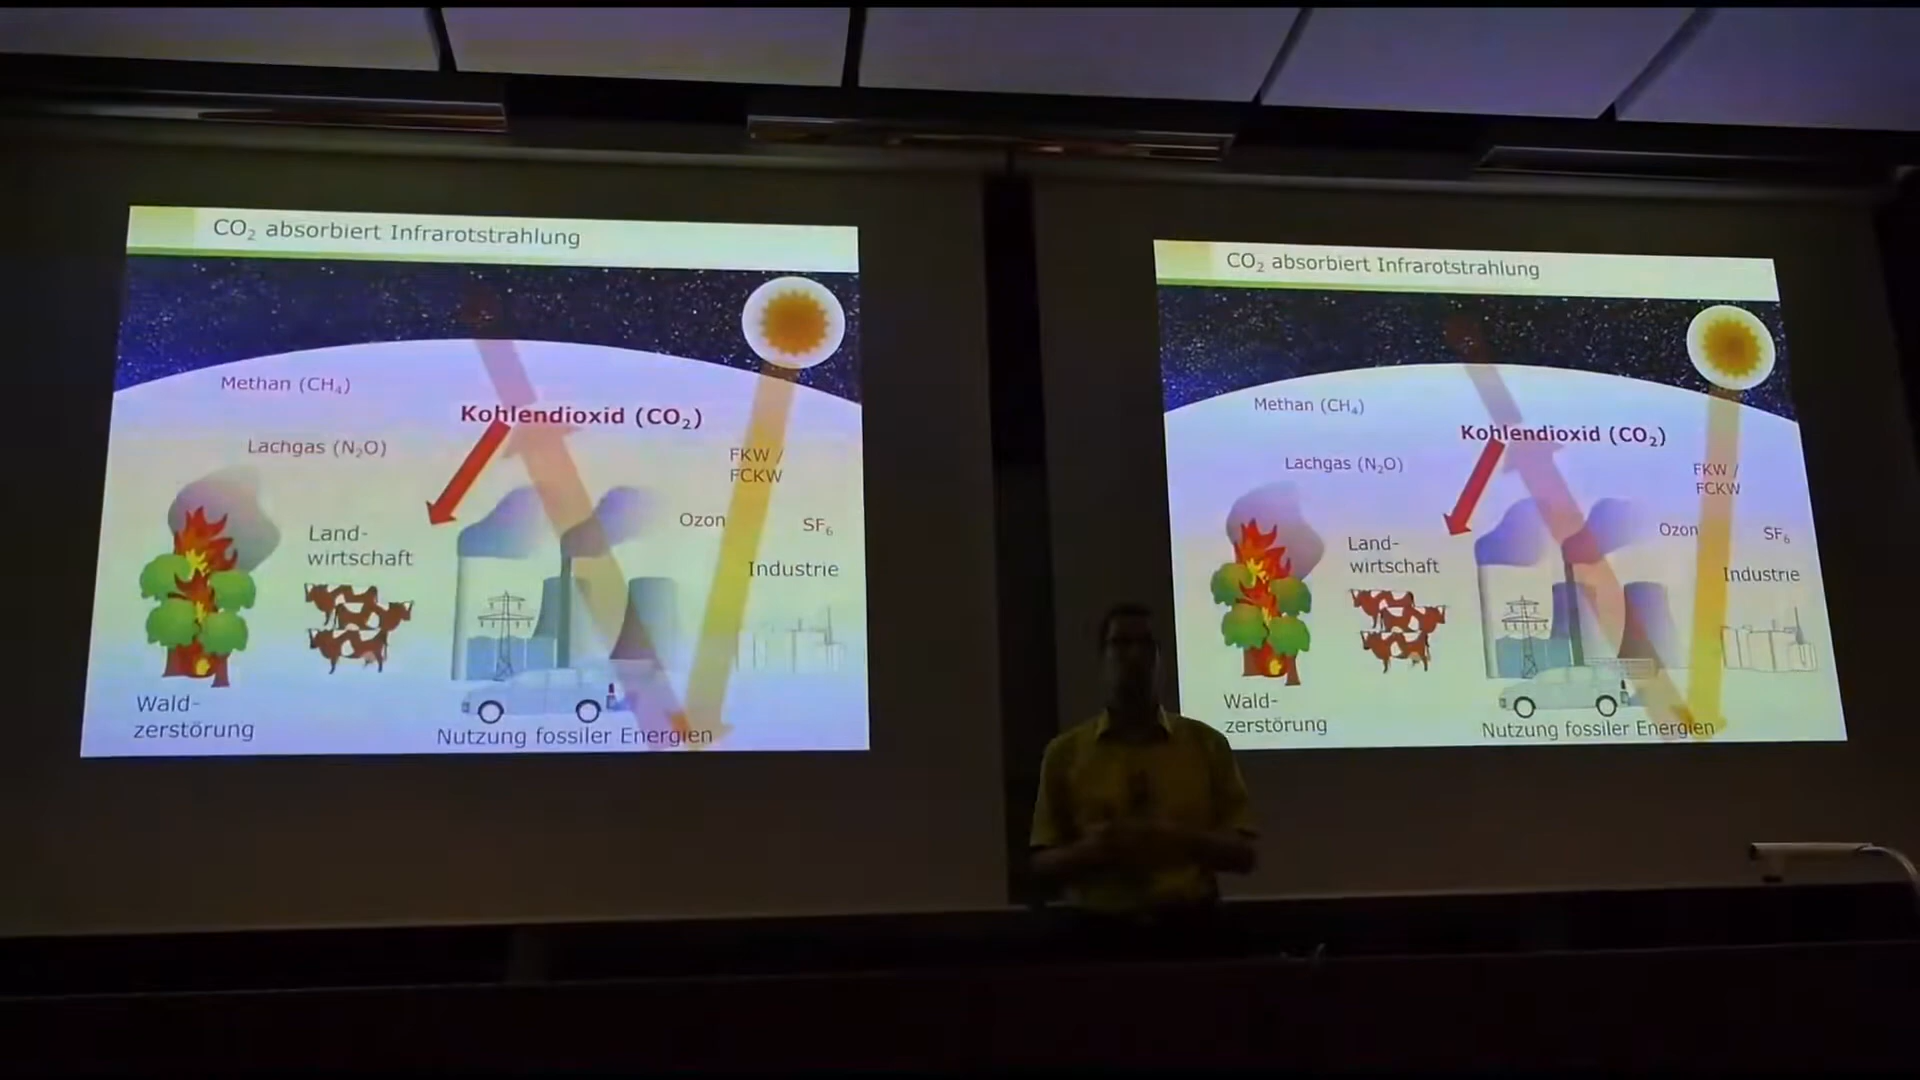 CO₂ absorbiert Infrarotstrahlung
Methan (CH₄)
Kohlendioxid (CO₂)
Lachgas (N₂O)
FKW /
FCKW
Ozon
SF₆
Land-
wirtschaft
Industrie
Wald-
zerstörung
Nutzung fossiler Energien
CO₂ absorbiert Infrarotstrahlung
Methan (CH₄)
Kohlendioxid (CO₂)
Lachgas (N₂O)
FKW /
FCKW
Ozon
SF₆
Land-
wirtschaft
Industrie
Wald-
zerstörung
Nutzung fossiler Energien